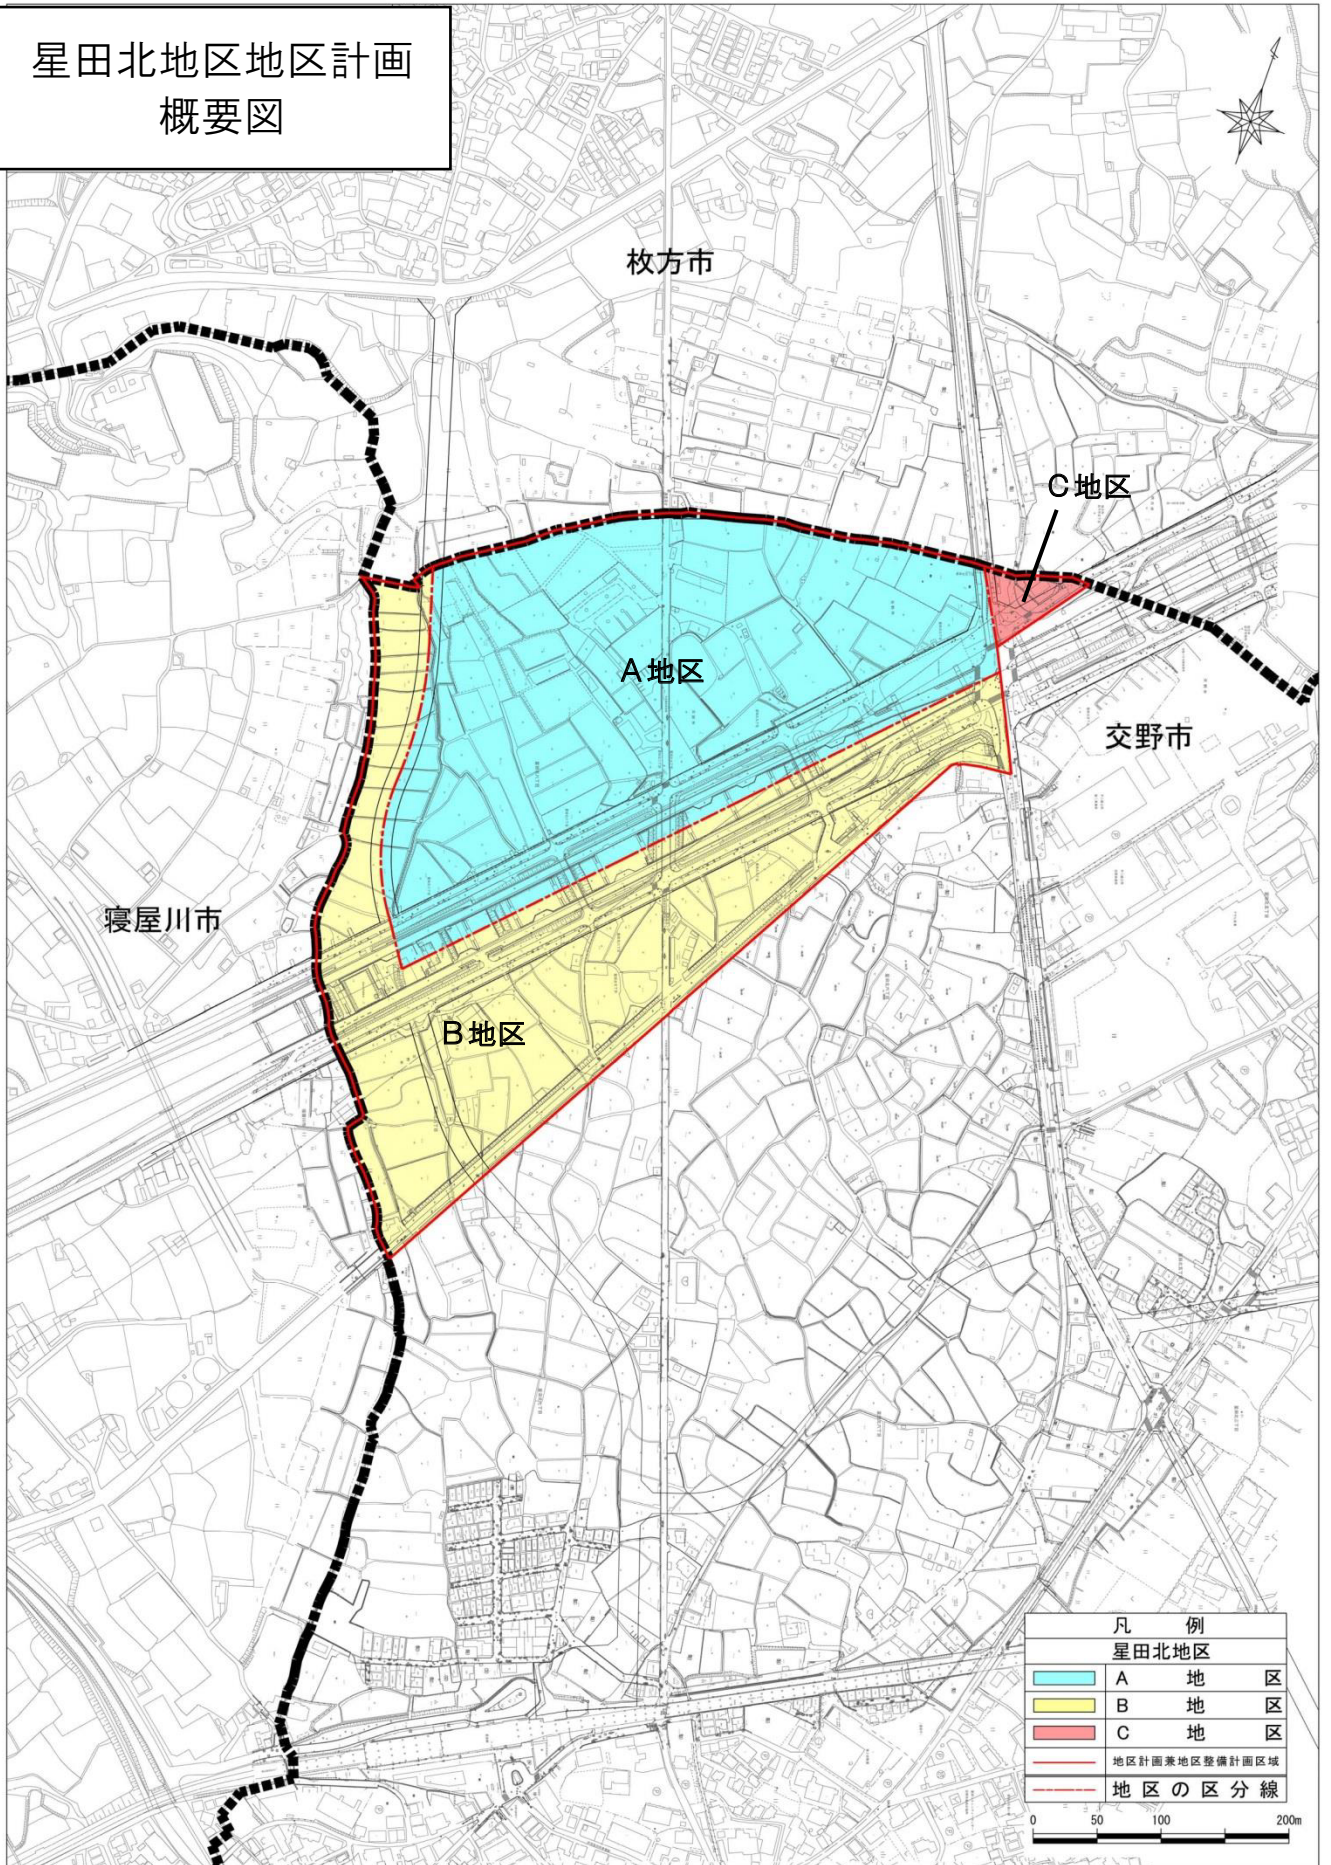 星田北地区地区計画
概要図
枚方市
C地区
A地区
交野市
寝屋川市
B地区
凡 例
星田北地区
A 地 区
B 地 区
C 地 区
地区計画兼地区整備計画区域
地区の区分線
0 50 100 200m